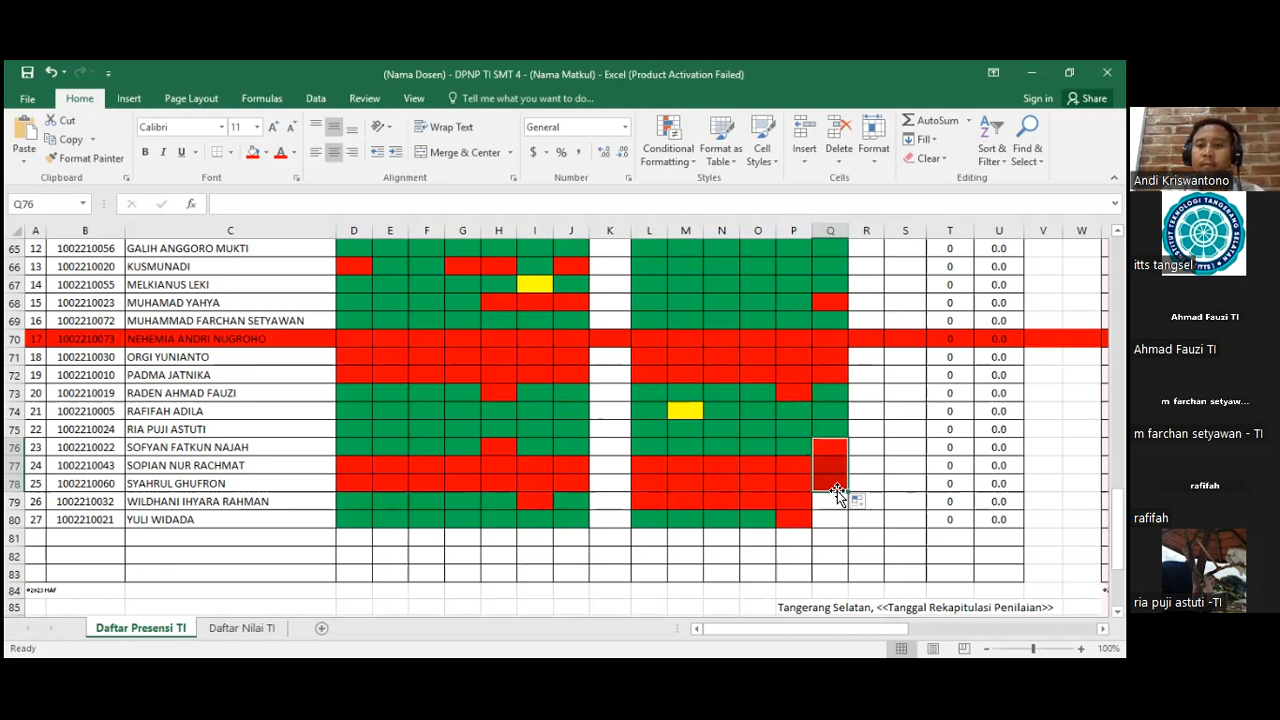 (Nama Dosen) - DPNP TI SMT 4 - (Nama Matkul) - Excel (Product Activation Failed)
File Home Insert Page Layout Formulas Data Review View Tell me what you want to do... Sign in Share
Paste Cut Copy Format Painter
Calibri 11 B I U
Wrap Text Merge & Center
General $ % ,
Conditional Formatting Format as Table Cell Styles
Insert Delete Format
AutoSum Fill Clear Sort & Filter Find & Select
Clipboard Font Alignment Number Styles Cells Editing
Q76 fx
A B C D E F G H I J K L M N O P Q R S T U V W
65 12 1002210056 GALIH ANGGORO MUKTI 0 0.0
66 13 1002210020 KUSMUNADI 0 0.0
67 14 1002210055 MELKIANUS LEKI 0 0.0
68 15 1002210023 MUHAMAD YAHYA 0 0.0
69 16 1002210072 MUHAMMAD FARCHAN SETYAWAN 0 0.0
70 17 1002210073 NEHEMIA ANDRI NUGROHO 0 0.0
71 18 1002210030 ORGI YUNIANTO 0 0.0
72 19 1002210010 PADMA JATNIKA 0 0.0
73 20 1002210019 RADEN AHMAD FAUZI 0 0.0
74 21 1002210005 RAFIFAH ADILA 0 0.0
75 22 1002210024 RIA PUJI ASTUTI 0 0.0
76 23 1002210022 SOFYAN FATKUN NAJAH 0 0.0
77 24 1002210043 SOPIAN NUR RACHMAT 0 0.0
78 25 1002210060 SYAHRUL GHUFRON 0 0.0
79 26 1002210032 WILDHANI IHYARA RAHMAN 0 0.0
80 27 1002210021 YULI WIDADA 0 0.0
81
82
83
84 ©2023 MAF
85 Tangerang Selatan, <<Tanggal Rekapitulasi Penilaian>>
Daftar Presensi TI Daftar Nilai TI
Ready 100%
Andi Kriswantono
itts tangsel
Ahmad Fauzi TI
Ahmad Fauzi TI
m farchan setyaw...
m farchan setyawan - TI
rafifah
rafifah
ria puji astuti -TI